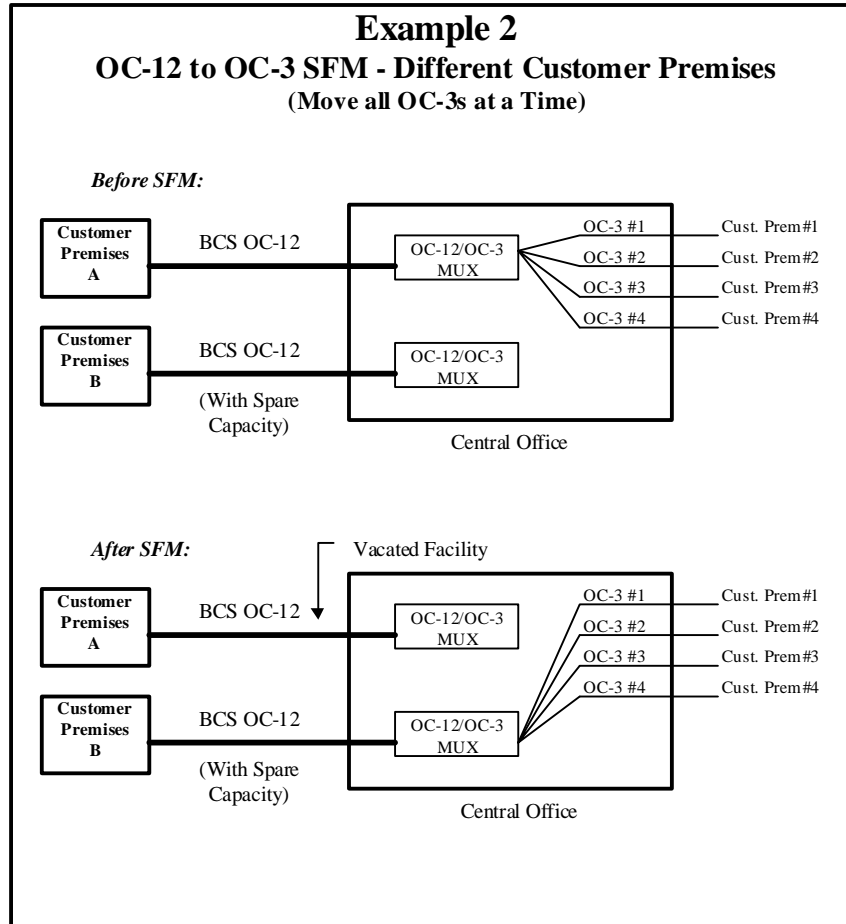 Example 2
OC-12 to OC-3 SFM - Different Customer Premises
(Move all OC-3s at a Time)
Before SFM:
Customer
Premises
A
BCS OC-12
OC-12/OC-3
MUX
OC-3 #1
Cust. Prem#1
OC-3 #2
Cust. Prem#2
OC-3 #3
Cust. Prem#3
OC-3 #4
Cust. Prem#4
Customer
Premises
B
BCS OC-12
(With Spare
Capacity)
OC-12/OC-3
MUX
Central Office
After SFM:
Vacated Facility
Customer
Premises
A
BCS OC-12
OC-12/OC-3
MUX
OC-3 #1
Cust. Prem#1
OC-3 #2
Cust. Prem#2
OC-3 #3
Cust. Prem#3
OC-3 #4
Cust. Prem#4
Customer
Premises
B
BCS OC-12
(With Spare
Capacity)
OC-12/OC-3
MUX
Central Office